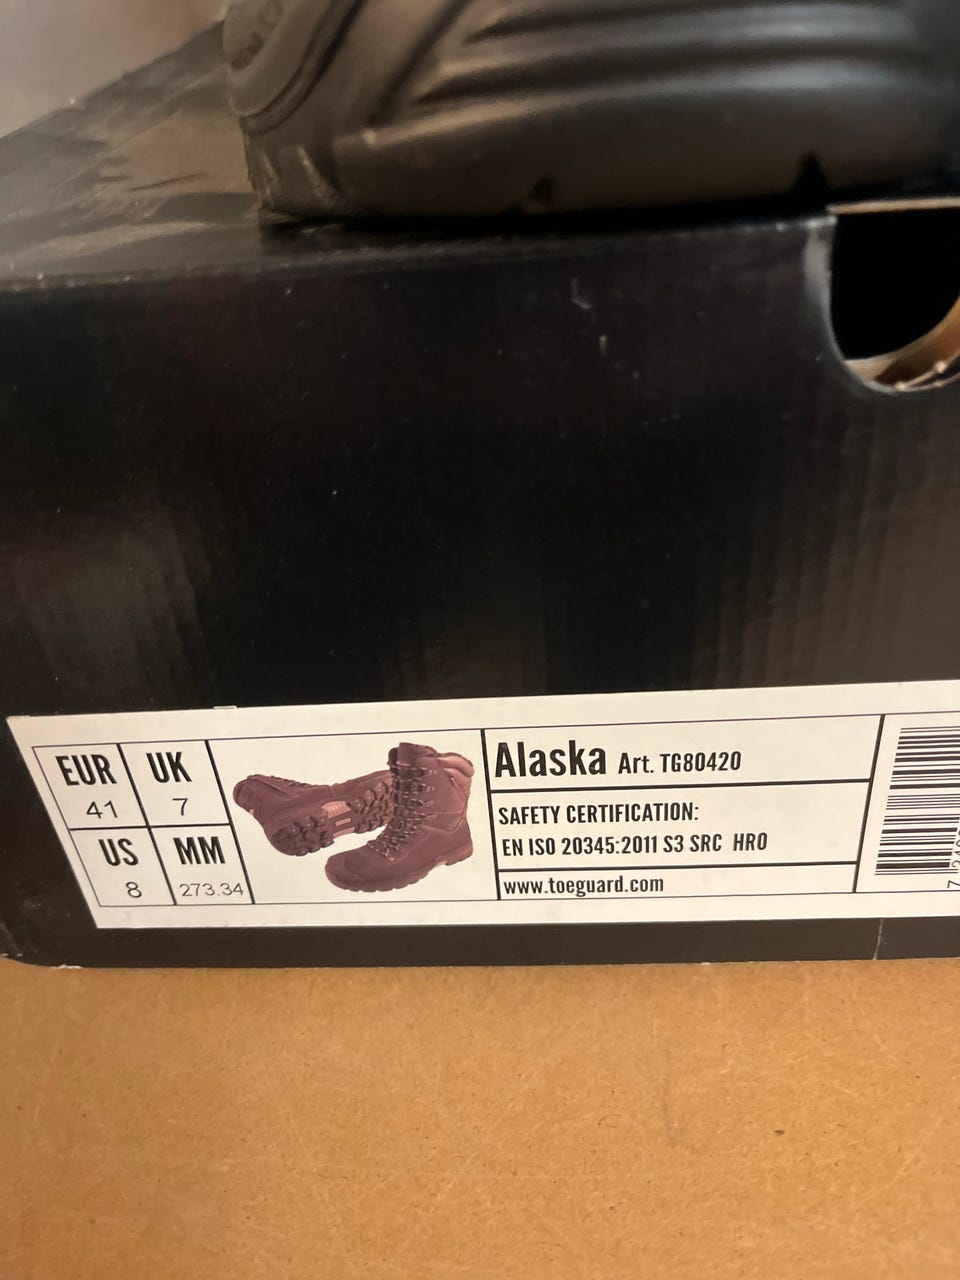 EUR
41
UK
7
US
8
MM
273.34
Alaska Art. TG80420
SAFETY CERTIFICATION:
EN ISO 20345:2011 S3 SRC HRO
www.toeguard.com